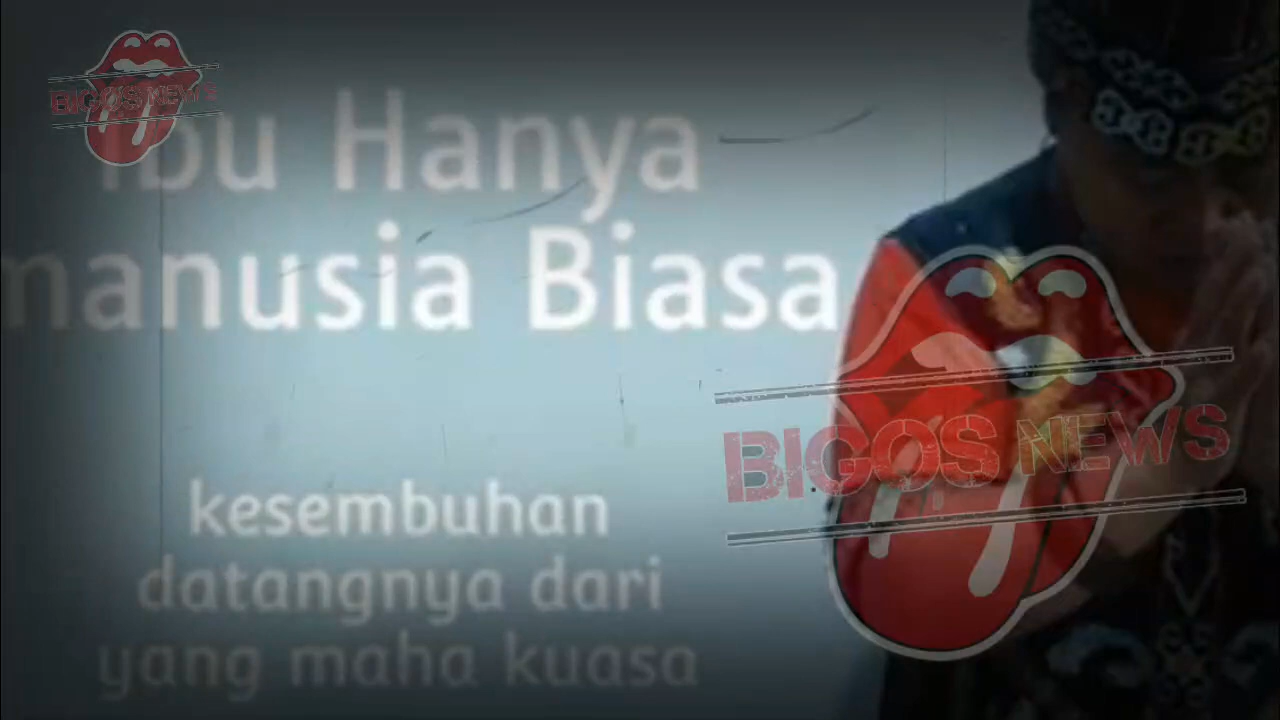 BIGOS NEWS
Ibu Hanya
manusia Biasa
BIGOS NEWS
kesembuhan
datangnya dari
yang maha kuasa